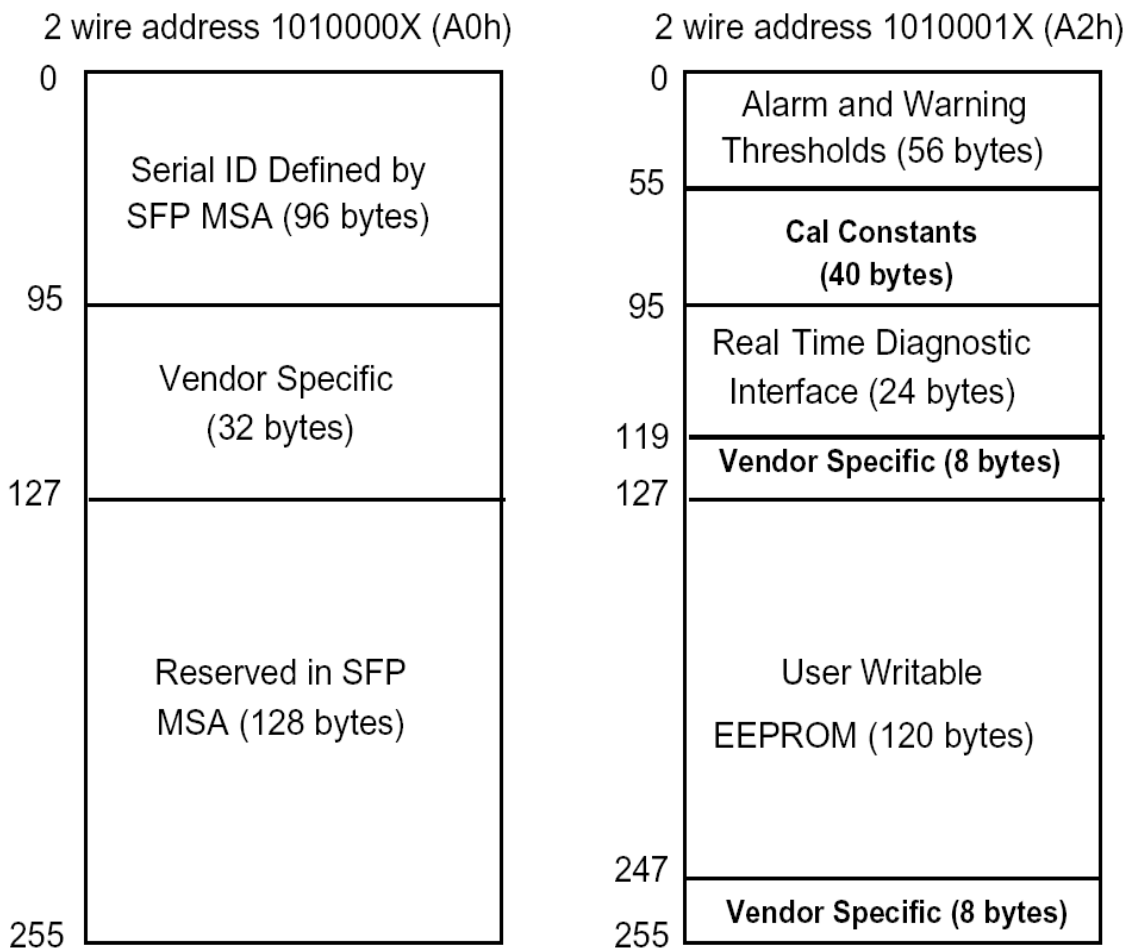 2 wire address 1010000X (A0h)
0
Serial ID Defined by
SFP MSA (96 bytes)
95
Vendor Specific
(32 bytes)
127
Reserved in SFP
MSA (128 bytes)
255
2 wire address 1010001X (A2h)
0
Alarm and Warning
Thresholds (56 bytes)
55
Cal Constants
(40 bytes)
95
Real Time Diagnostic
Interface (24 bytes)
119
Vendor Specific (8 bytes)
127
User Writable
EEPROM (120 bytes)
247
Vendor Specific (8 bytes)
255